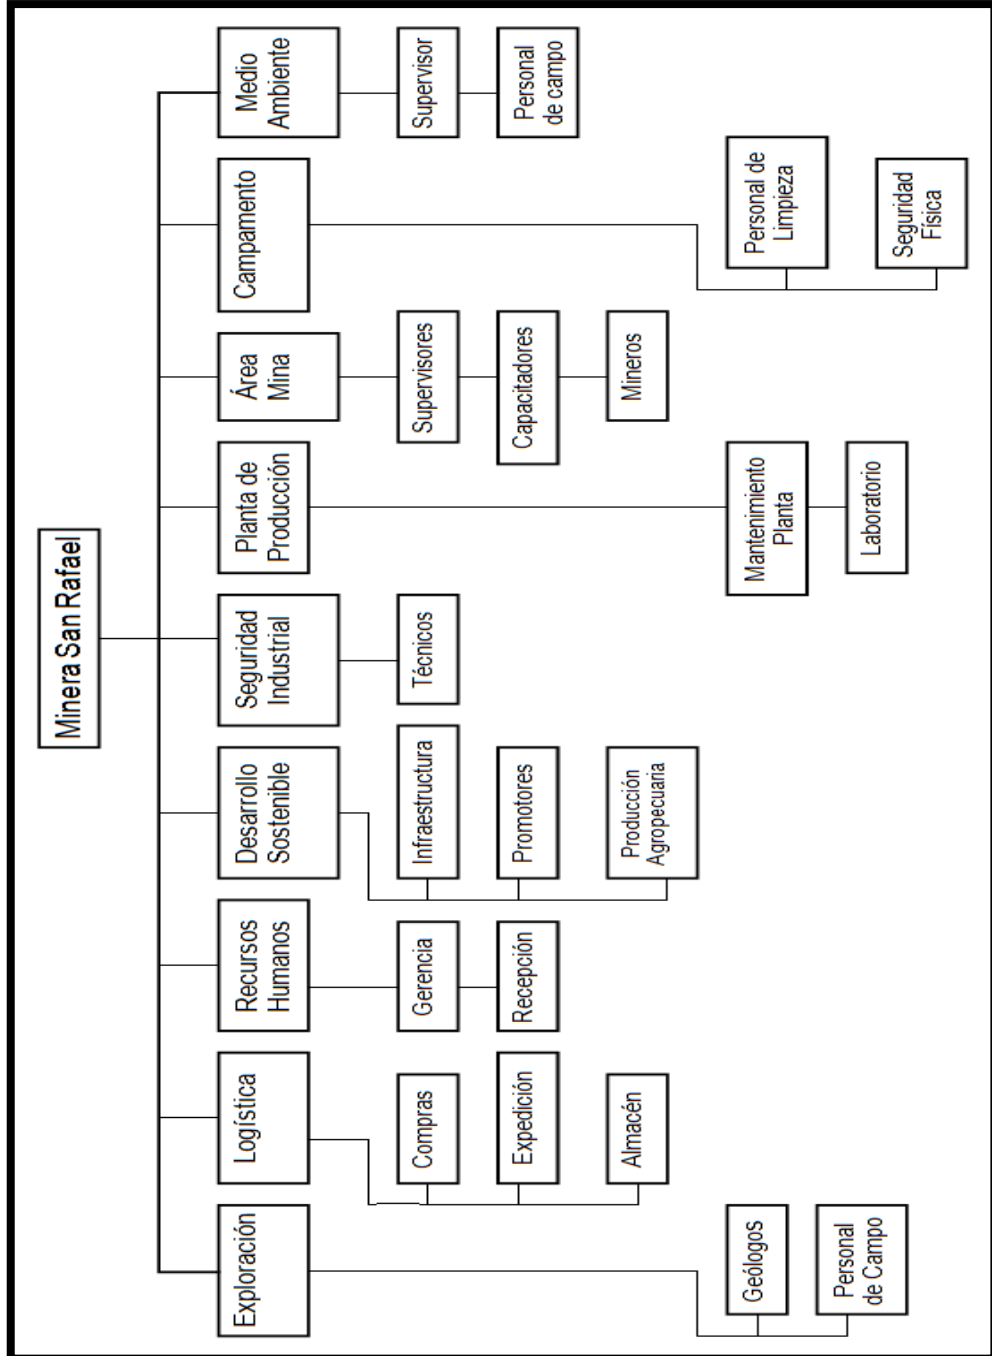 Minera San Rafael
Exploración
Logística
Recursos
Humanos
Desarrollo
Sostenible
Seguridad
Industrial
Planta de
Producción
Área
Mina
Campamento
Medio
Ambiente
Geólogos
Personal
de Campo
Compras
Expedición
Almacén
Gerencia
Recepción
Infraestructura
Promotores
Producción
Agropecuaria
Técnicos
Mantenimiento
Planta
Laboratorio
Supervisores
Capacitadores
Mineros
Personal de
Limpieza
Seguridad
Física
Supervisor
Personal
de campo